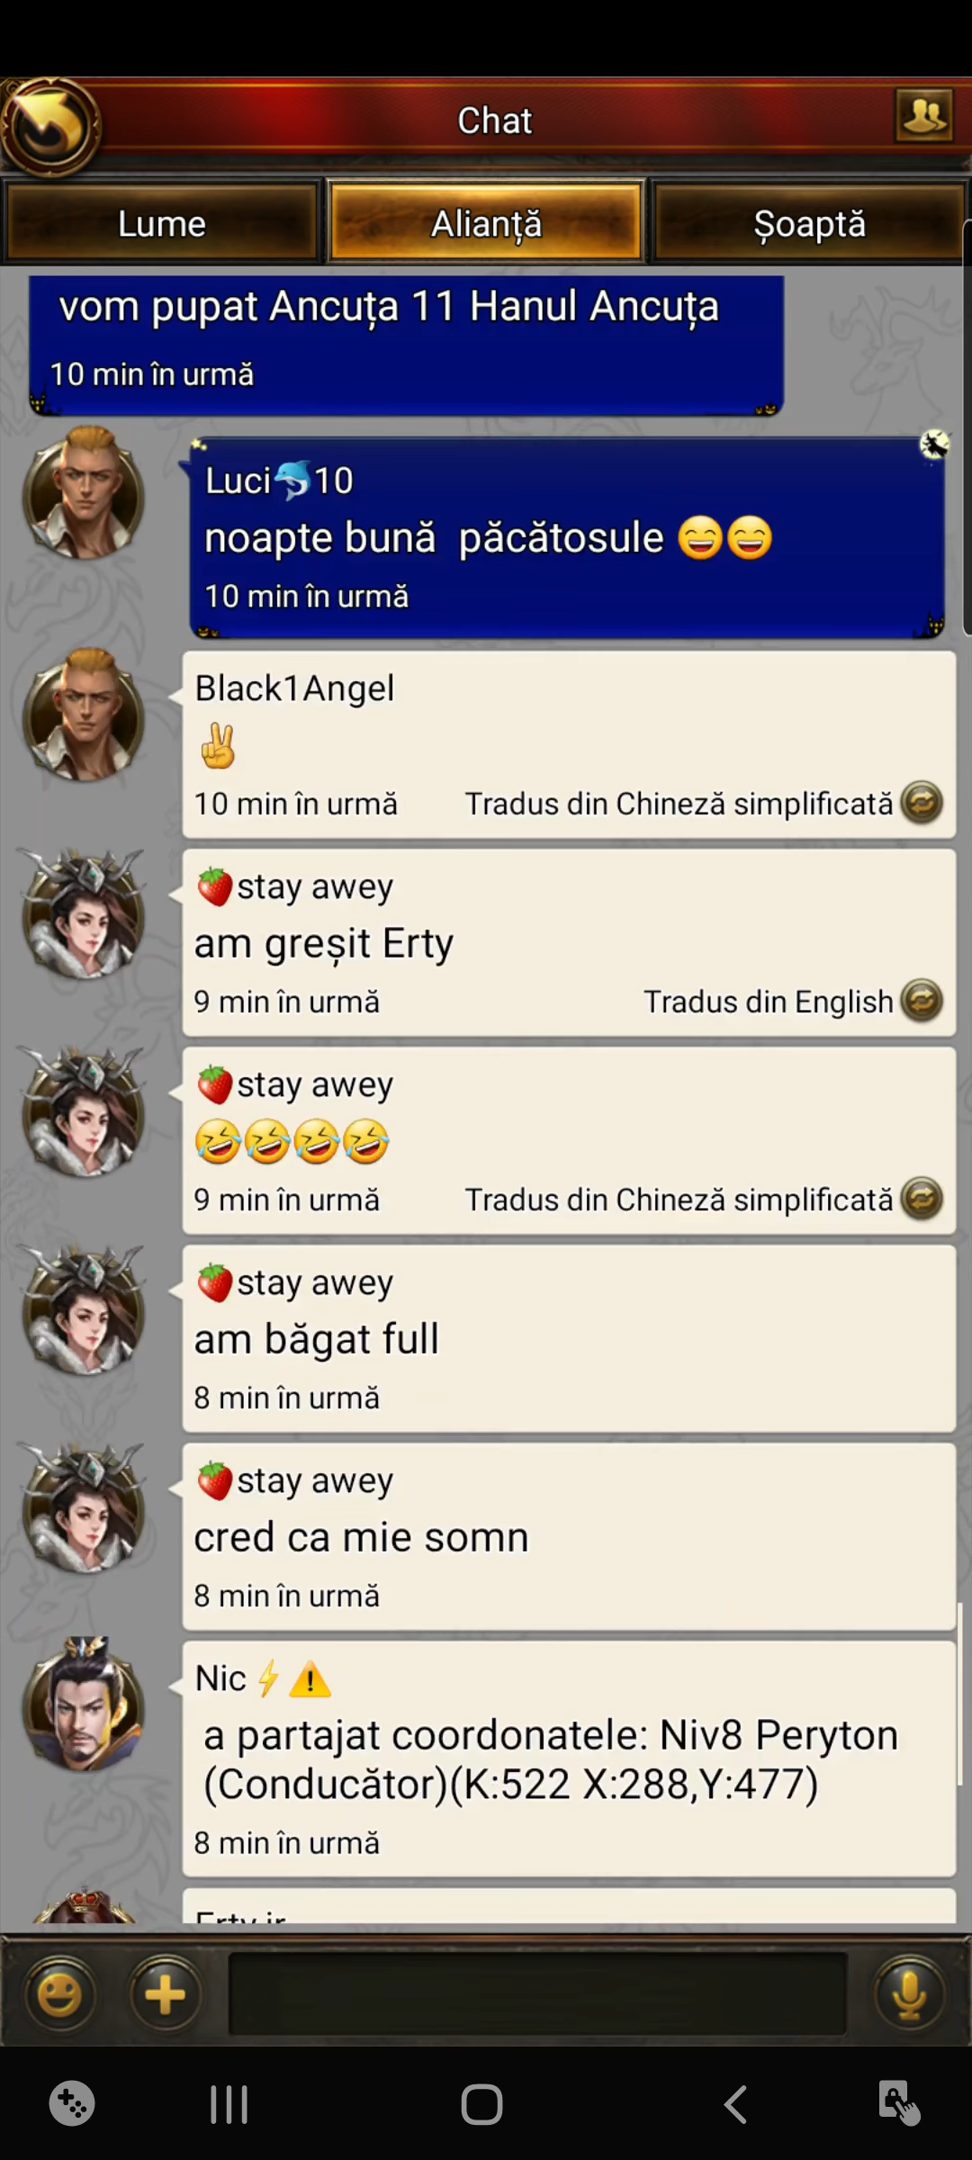 Chat
Lume
Alianță
Șoaptă
vom pupat Ancuța 11 Hanul Ancuța
10 min în urmă
Luci🐬10
noapte bună  păcătosule 😄😄
10 min în urmă
Black1Angel
✌️
10 min în urmă
Tradus din Chineză simplificată
🍓stay awey
am greșit Erty
9 min în urmă
Tradus din English
🍓stay awey
🤣🤣🤣🤣
9 min în urmă
Tradus din Chineză simplificată
🍓stay awey
am băgat full
8 min în urmă
🍓stay awey
cred ca mie somn
8 min în urmă
Nic⚡⚠️
a partajat coordonatele: Niv8 Peryton
(Conducător)(K:522 X:288,Y:477)
8 min în urmă
Erty jr